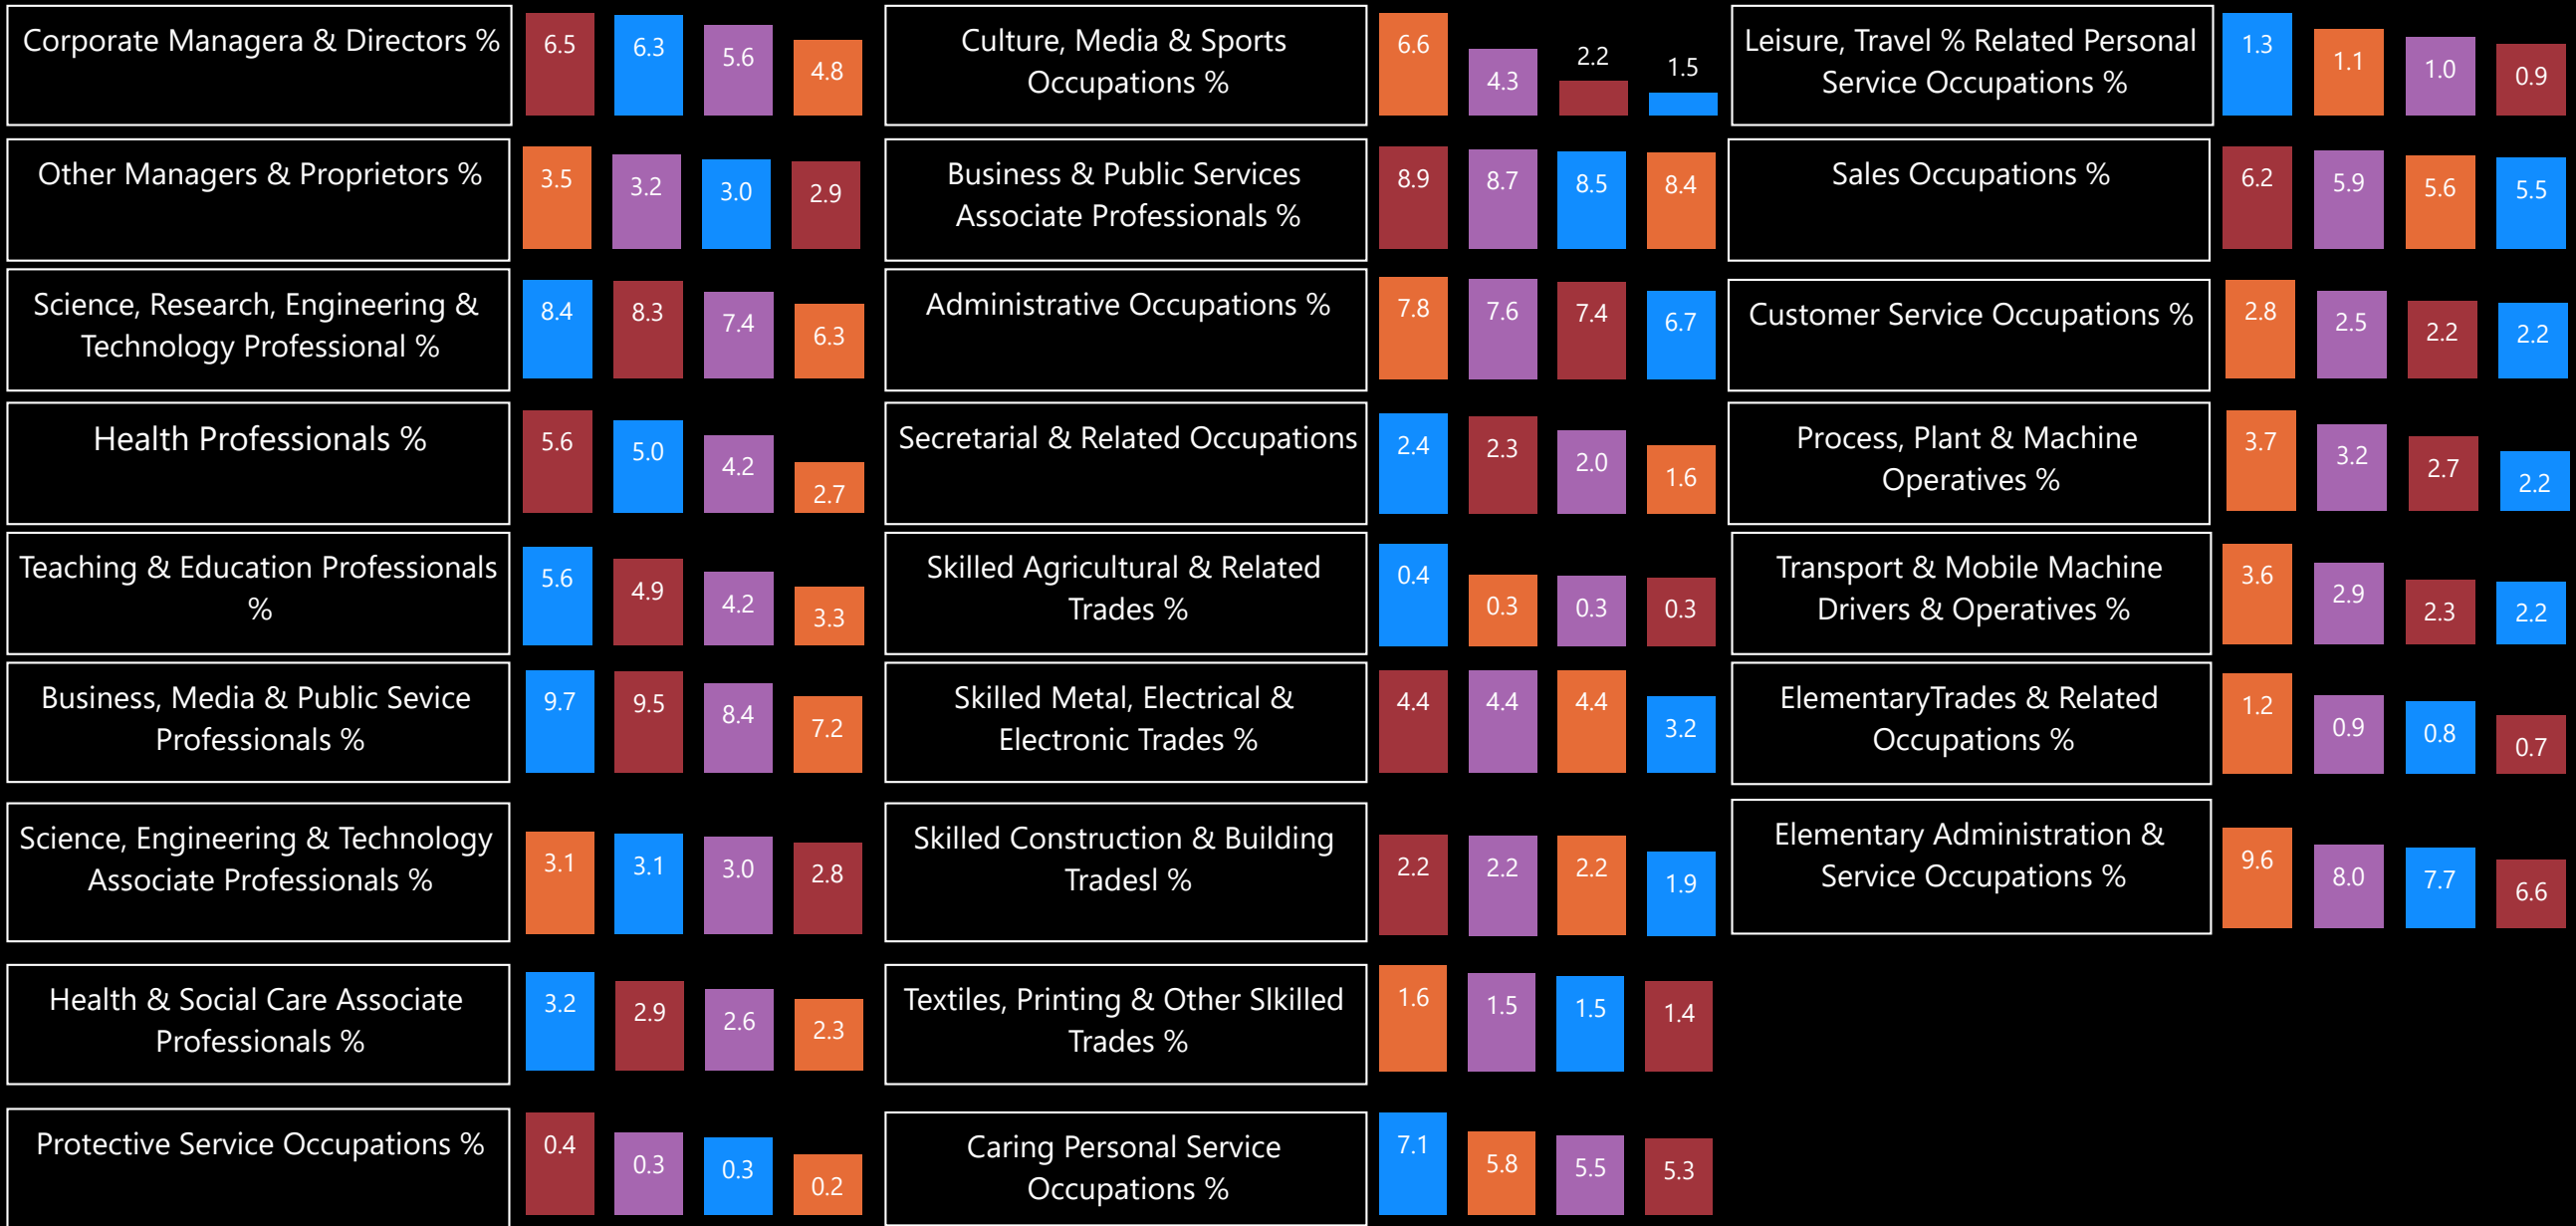 Corporate Managera & Directors %
6.5 6.3 5.6 4.8
Other Managers & Proprietors %
3.5 3.2 3.0 2.9
Science, Research, Engineering &
Technology Professional %
8.4 8.3 7.4 6.3
Health Professionals %
5.6 5.0 4.2 2.7
Teaching & Education Professionals
%
5.6 4.9 4.2 3.3
Business, Media & Public Sevice
Professionals %
9.7 9.5 8.4 7.2
Science, Engineering & Technology
Associate Professionals %
3.1 3.1 3.0 2.8
Health & Social Care Associate
Professionals %
3.2 2.9 2.6 2.3
Protective Service Occupations %
0.4 0.3 0.3 0.2
Culture, Media & Sports
Occupations %
6.6 4.3 2.2 1.5
Business & Public Services
Associate Professionals %
8.9 8.7 8.5 8.4
Administrative Occupations %
7.8 7.6 7.4 6.7
Secretarial & Related Occupations
2.4 2.3 2.0 1.6
Skilled Agricultural & Related
Trades %
0.4 0.3 0.3 0.3
Skilled Metal, Electrical &
Electronic Trades %
4.4 4.4 4.4 3.2
Skilled Construction & Building
Tradesl %
2.2 2.2 2.2 1.9
Textiles, Printing & Other Slkilled
Trades %
1.6 1.5 1.5 1.4
Caring Personal Service
Occupations %
7.1 5.8 5.5 5.3
Leisure, Travel % Related Personal
Service Occupations %
1.3 1.1 1.0 0.9
Sales Occupations %
6.2 5.9 5.6 5.5
Customer Service Occupations %
2.8 2.5 2.2 2.2
Process, Plant & Machine
Operatives %
3.7 3.2 2.7 2.2
Transport & Mobile Machine
Drivers & Operatives %
3.6 2.9 2.3 2.2
ElementaryTrades & Related
Occupations %
1.2 0.9 0.8 0.7
Elementary Administration &
Service Occupations %
9.6 8.0 7.7 6.6